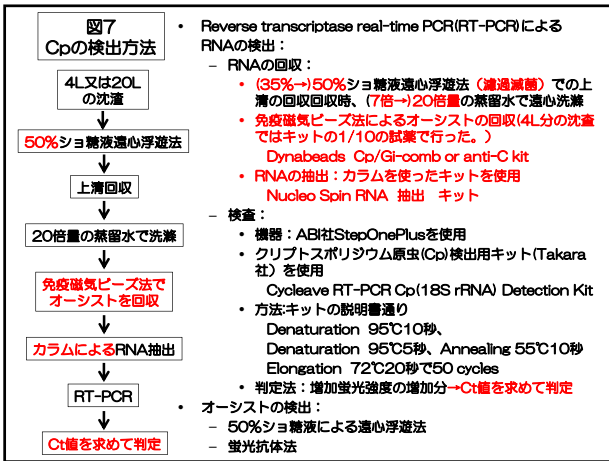 図7
Cpの検出方法
4L又は20L
の沈渣
50%ショ糖液遠心浮遊法
上清回収
20倍量の蒸留水で洗滌
免疫磁気ビーズ法で
オーシストを回収
カラムによるRNA抽出
RT-PCR
Ct値を求めて判定
• Reverse transcriptase real-time PCR(RT-PCR)による
RNAの検出：
– RNAの回収：
• (35%→)50%ショ糖液遠心浮遊法（濾過滅菌）での上
清の回収回収時、(7倍→)20倍量の蒸留水で遠心洗滌
• 免疫磁気ビーズ法によるオーシストの回収(4L分の沈査
ではキットの1/10の試薬で行った。)
Dynabeads Cp/Gi-comb or anti-C kit
• RNAの抽出：カラムを使ったキットを使用
Nucleo Spin RNA 抽出 キット
– 検査：
• 機器：ABI社StepOnePlusを使用
• クリプトスポリジウム原虫(Cp)検出用キット(Takara
社）を使用
Cycleave RT-PCR Cp(18S rRNA) Detection Kit
• 方法:キットの説明書通り
Denaturation 95℃10秒、
Denaturation 95℃5秒、Annealing 55℃10秒
Elongation 72℃20秒で50 cycles
• 判定法：増加蛍光強度の増加分→Ct値を求めて判定
• オーシストの検出：
– 50%ショ糖液による遠心浮遊法
– 蛍光抗体法